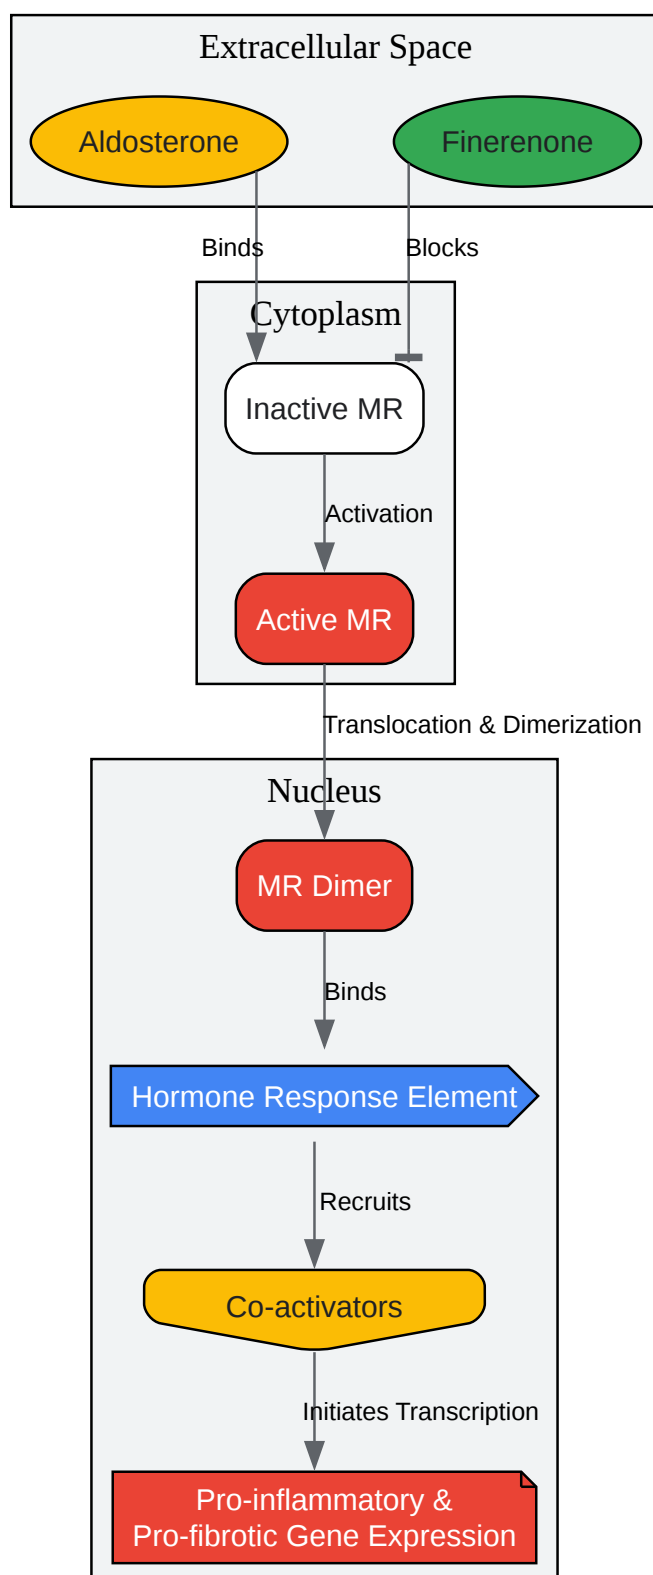 Extracellular Space
Aldosterone
Finerenone
Binds
Blocks
Cytoplasm
Inactive MR
Activation
Active MR
Translocation & Dimerization
Nucleus
MR Dimer
Binds
Hormone Response Element
Recruits
Co-activators
Initiates Transcription
Pro-inflammatory &
Pro-fibrotic Gene Expression